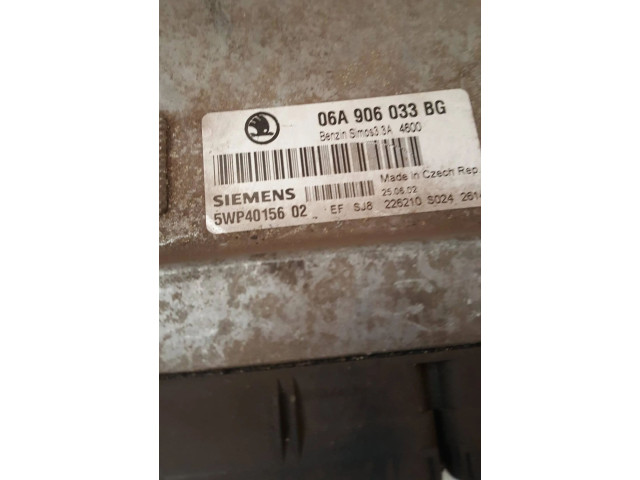 06A 906 033 BG
Benzin Simos3.3A 4600
Made in Czech Rep
SIEMENS 25.06.02
5WP40156 02 EF SJ8 226210 S024 2614